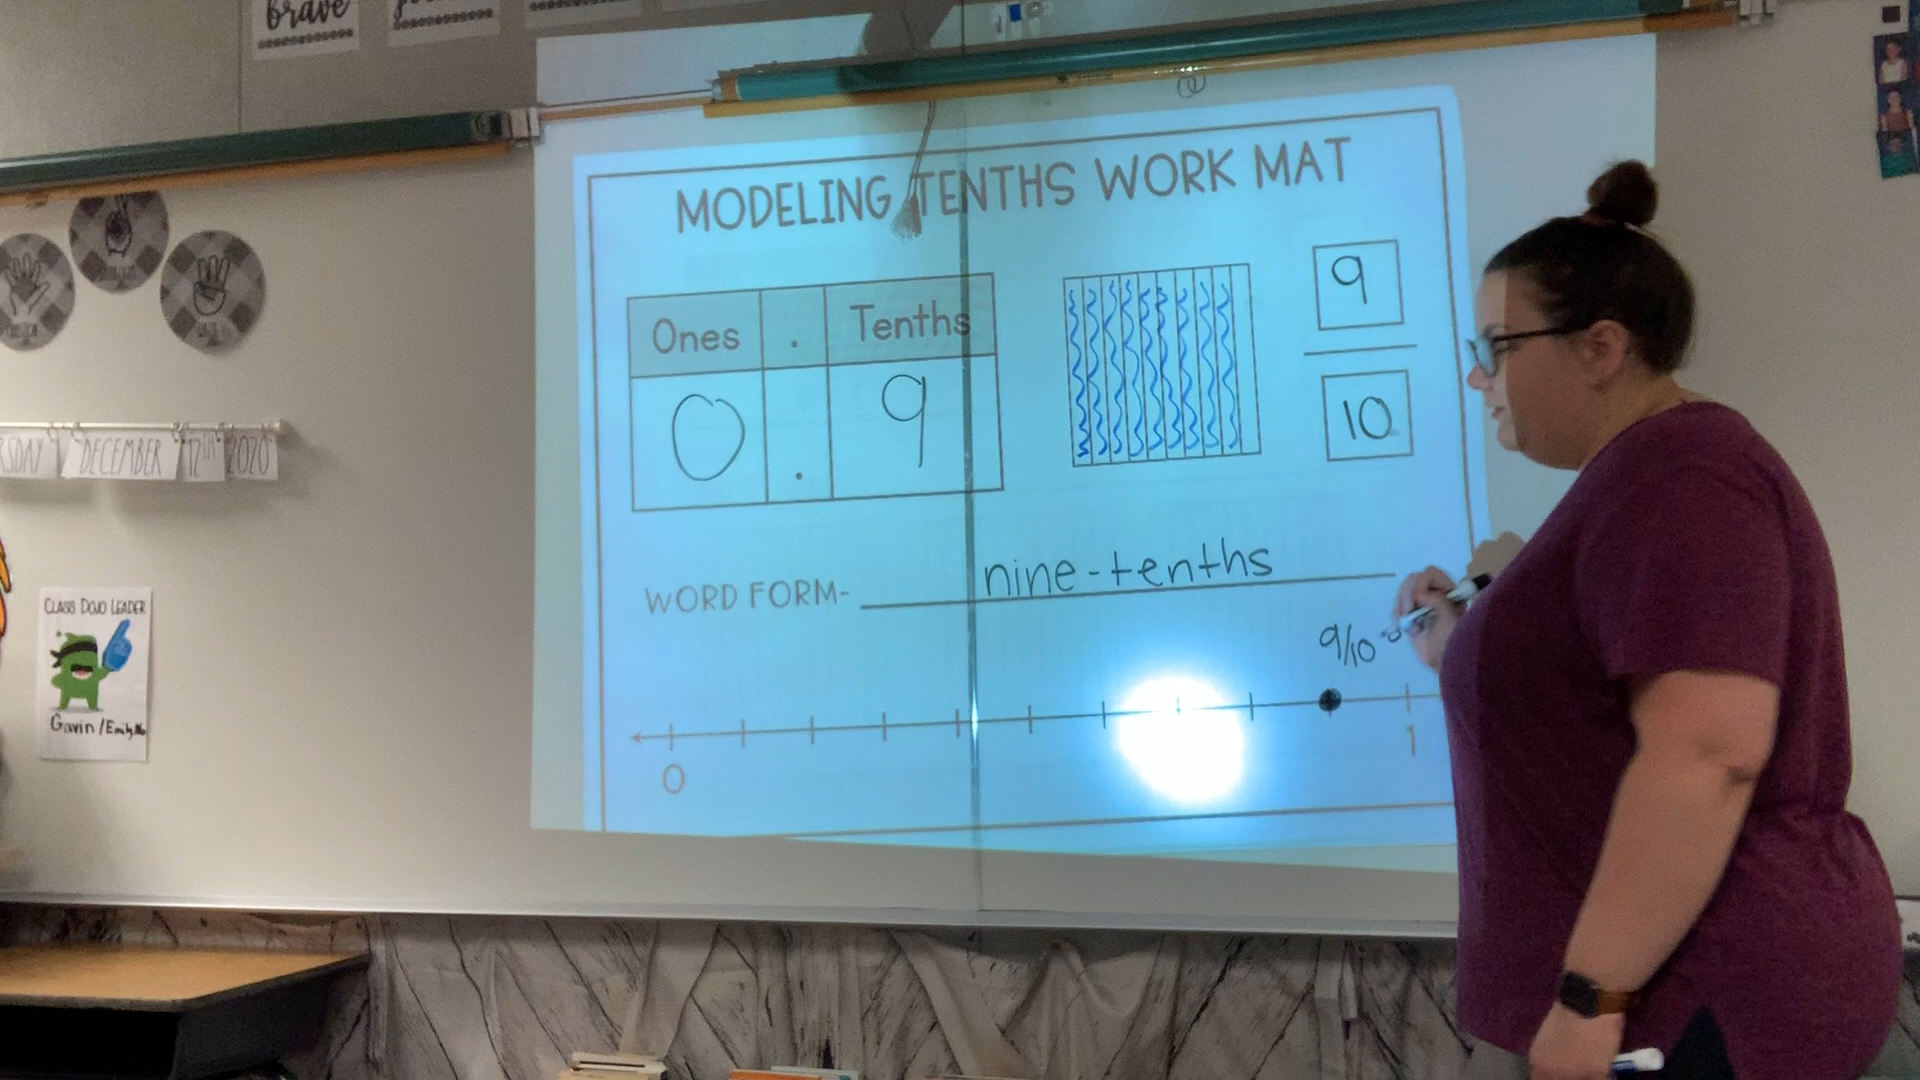 brave
MODELING TENTHS WORK MAT
Ones . Tenths
0 . 9
9
10
WORD FORM- nine-tenths
9/10
0
1
DECEMBER 12TH 2020
CLASS DOJO LEADER
Gavin /Emily